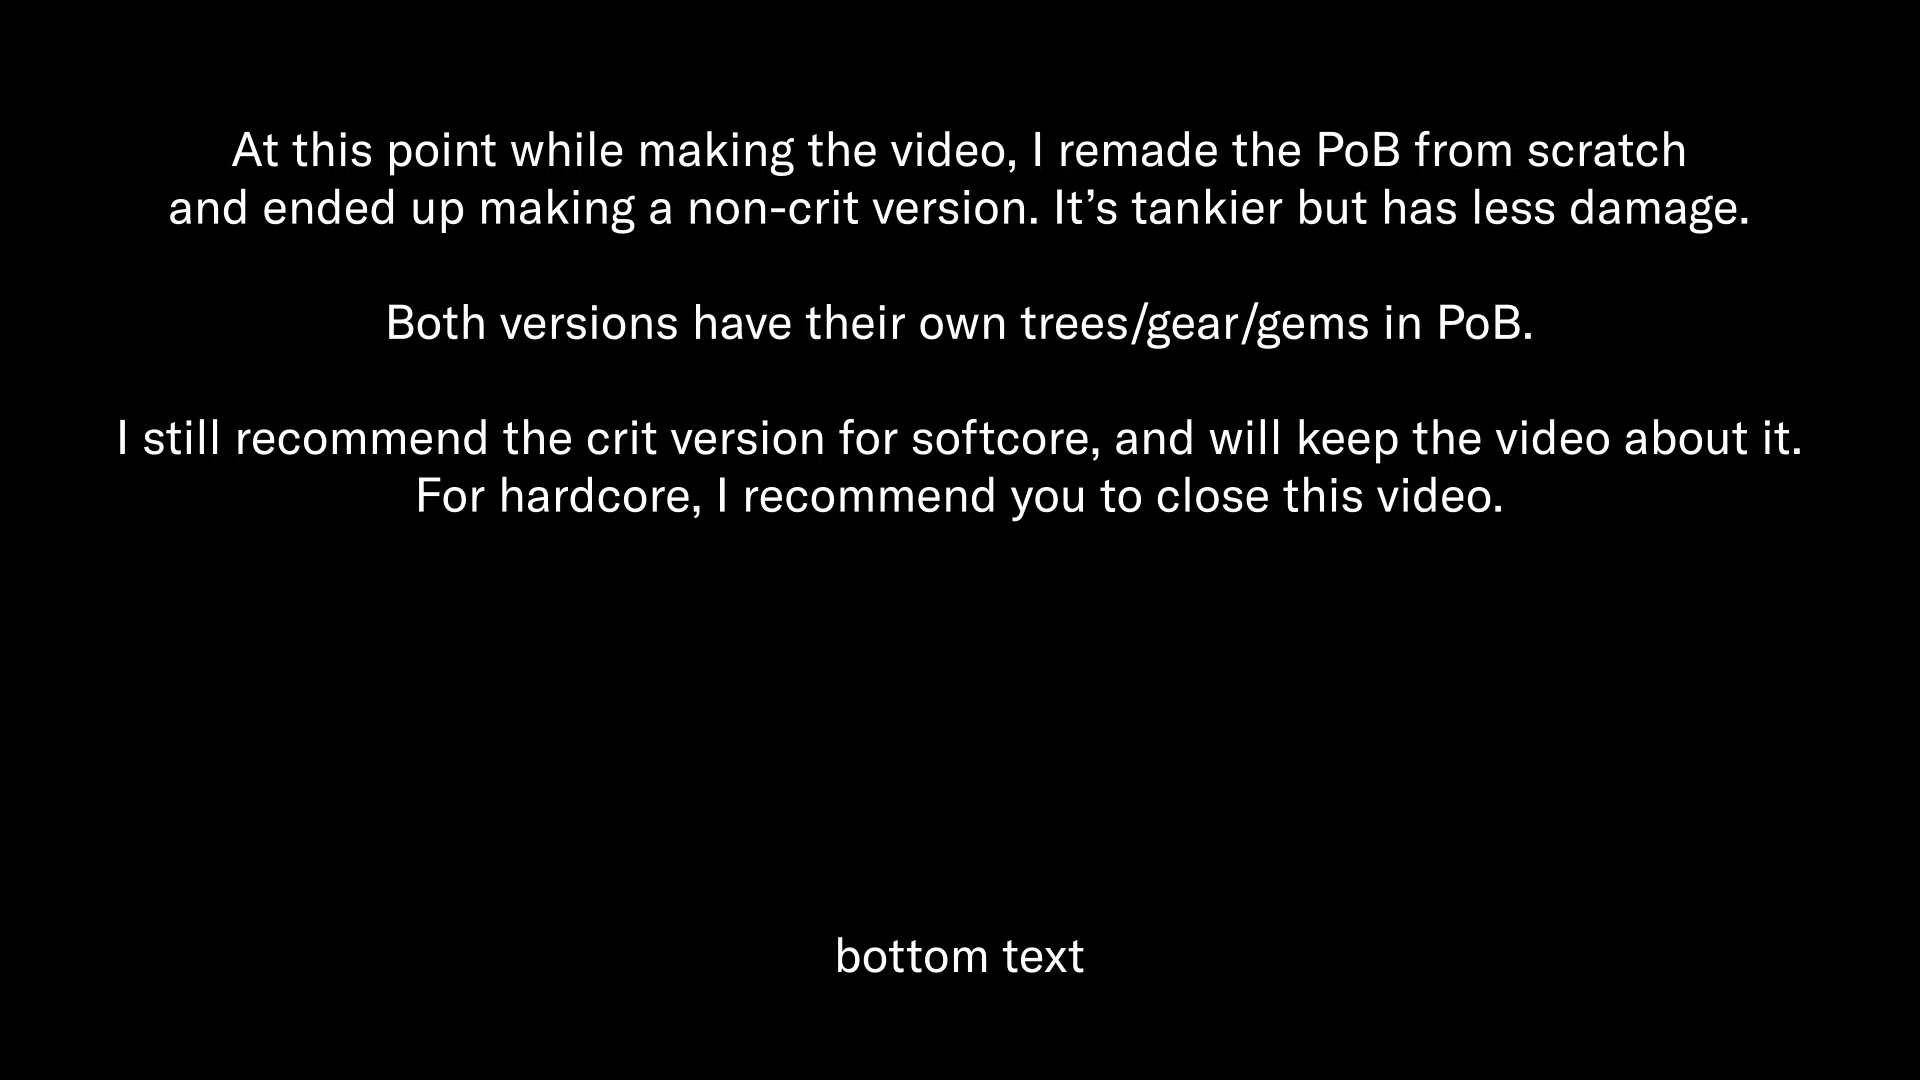 At this point while making the video, I remade the PoB from scratch
and ended up making a non-crit version. It’s tankier but has less damage.
Both versions have their own trees/gear/gems in PoB.
I still recommend the crit version for softcore, and will keep the video about it.
For hardcore, I recommend you to close this video.
bottom text